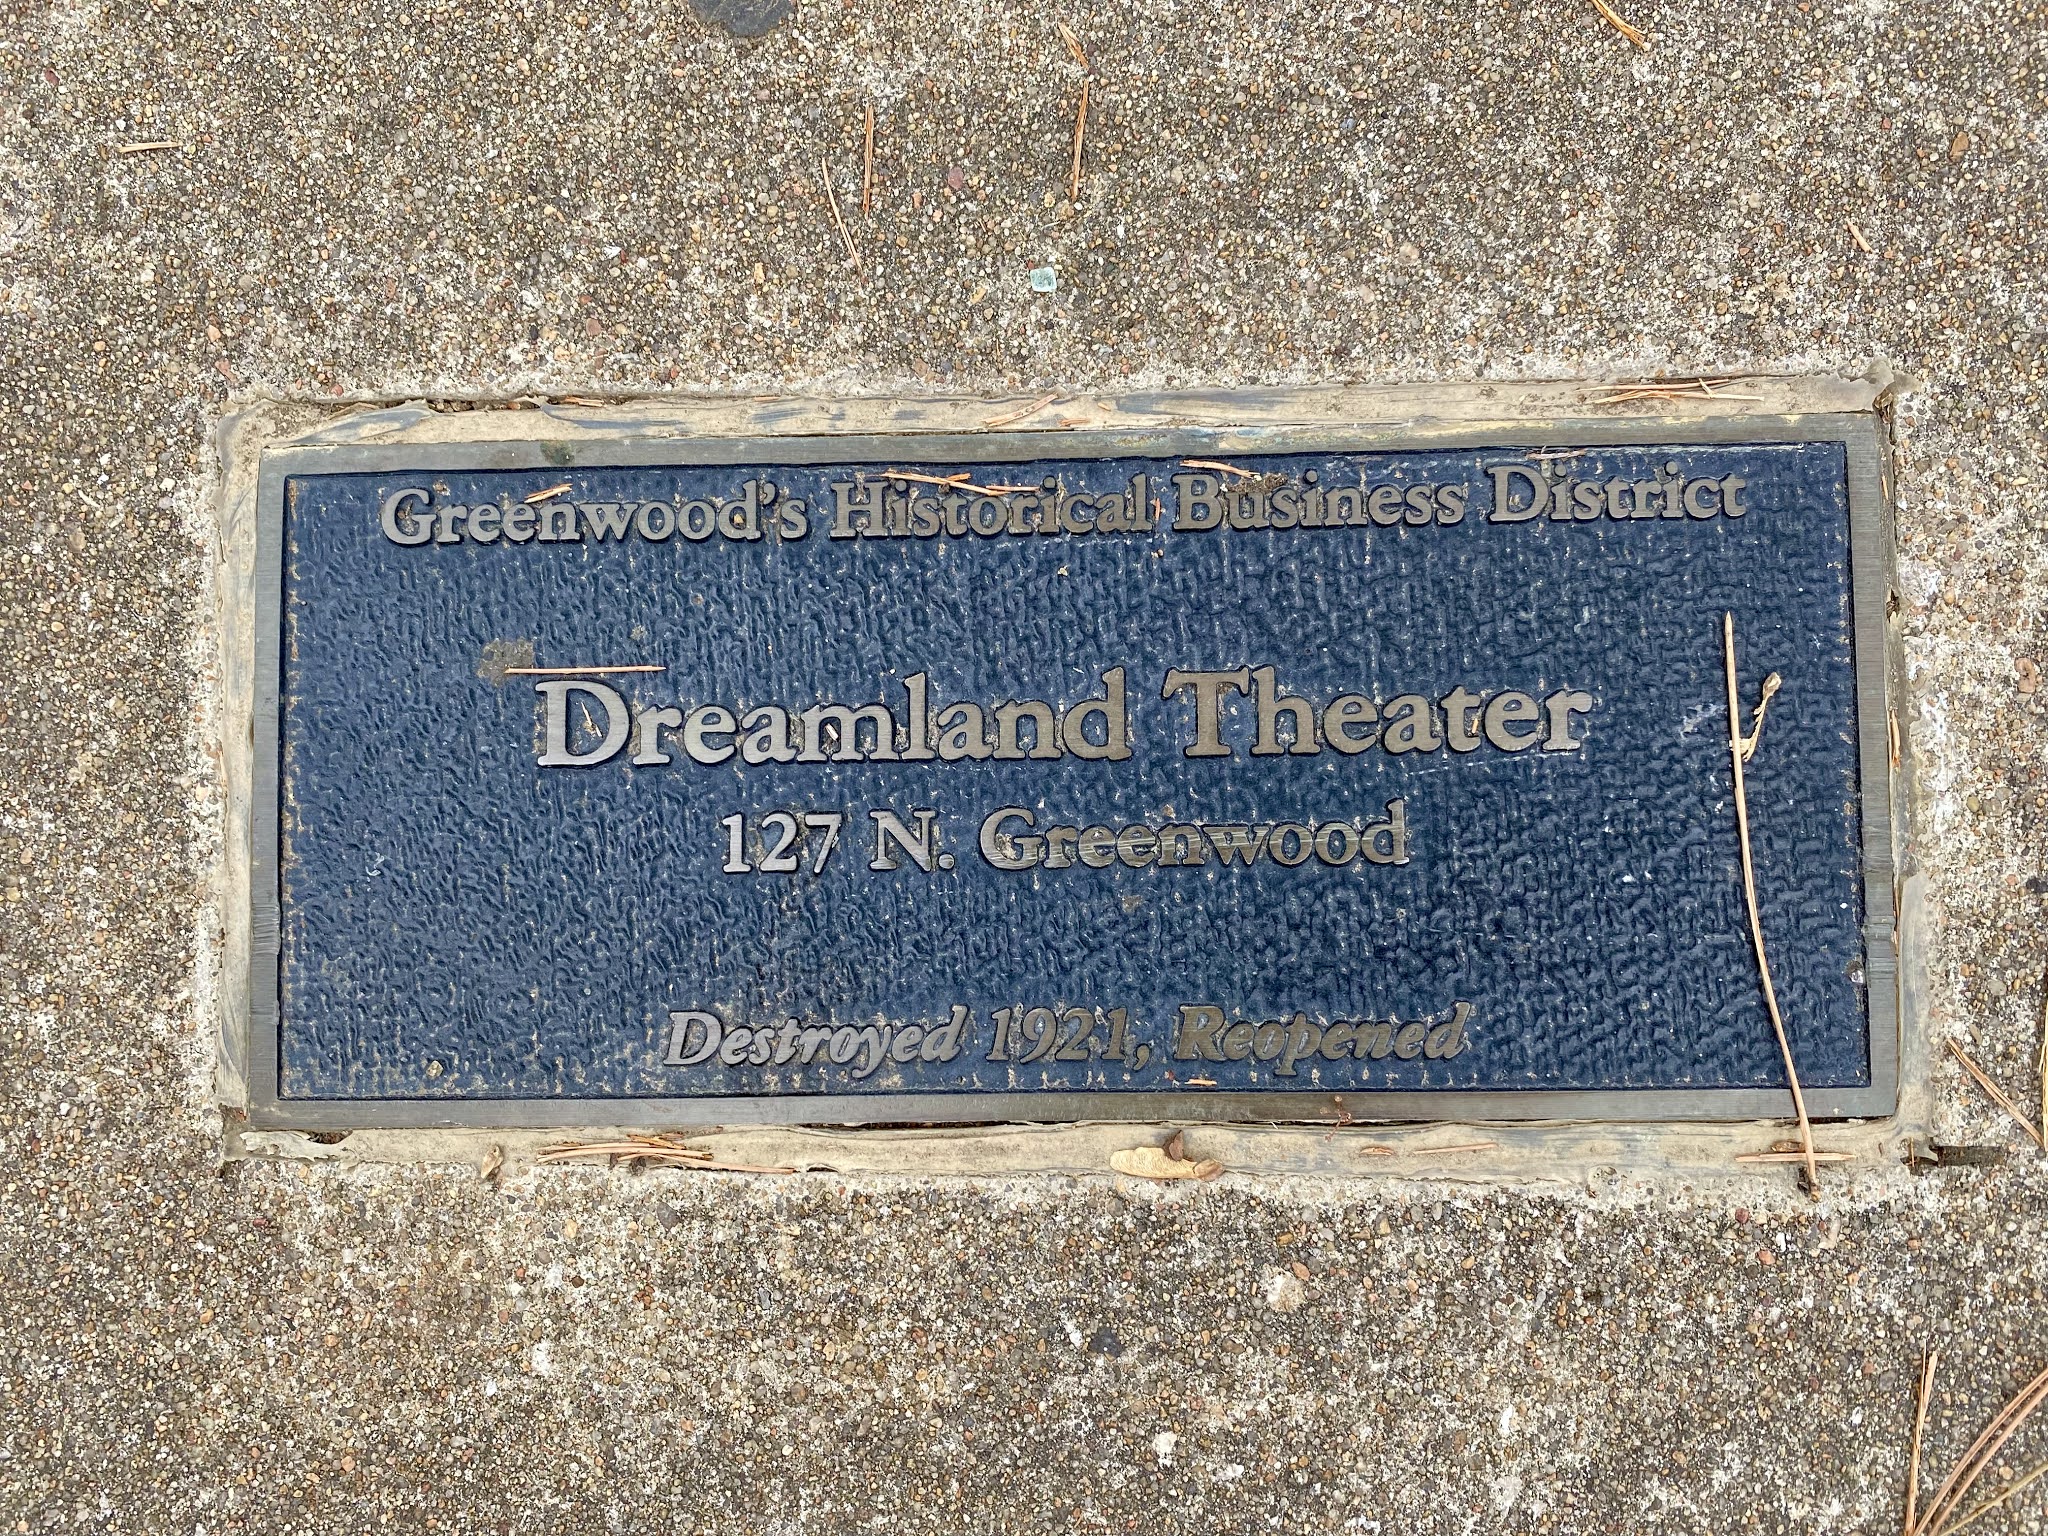 Greenwood's Historical Business District
Dreamland Theater
127 N. Greenwood
Destroyed 1921, Reopened